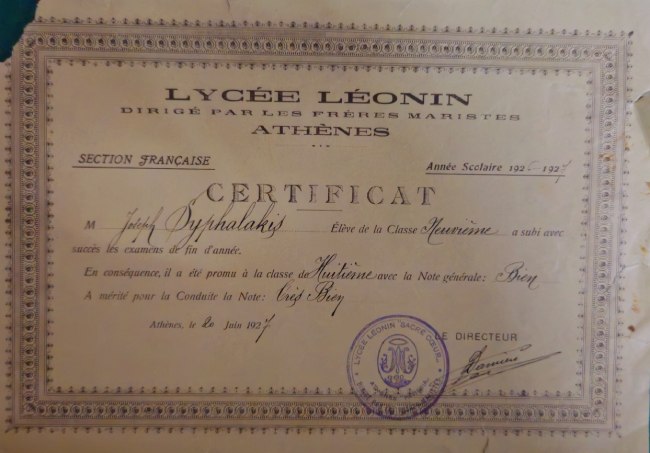 LYCÉE LÉONIN
DIRIGÉ PAR LES FRÈRES MARISTES
ATHÈNES
SECTION FRANÇAISE
Année Scolaire 1926-1927
CERTIFICAT
M Joseph Syphalakis Élève de la Classe Neuvième a subi avec
succès les examens de fin d'année.
En conséquence, il a été promu à la classe de Huitième avec la Note générale: Bien
A mérité pour la Conduite la Note: Très Bien
Athènes, le 20 Juin 1927
LE DIRECTEUR
LYCÉE LÉONIN "SACRÉ CŒUR"